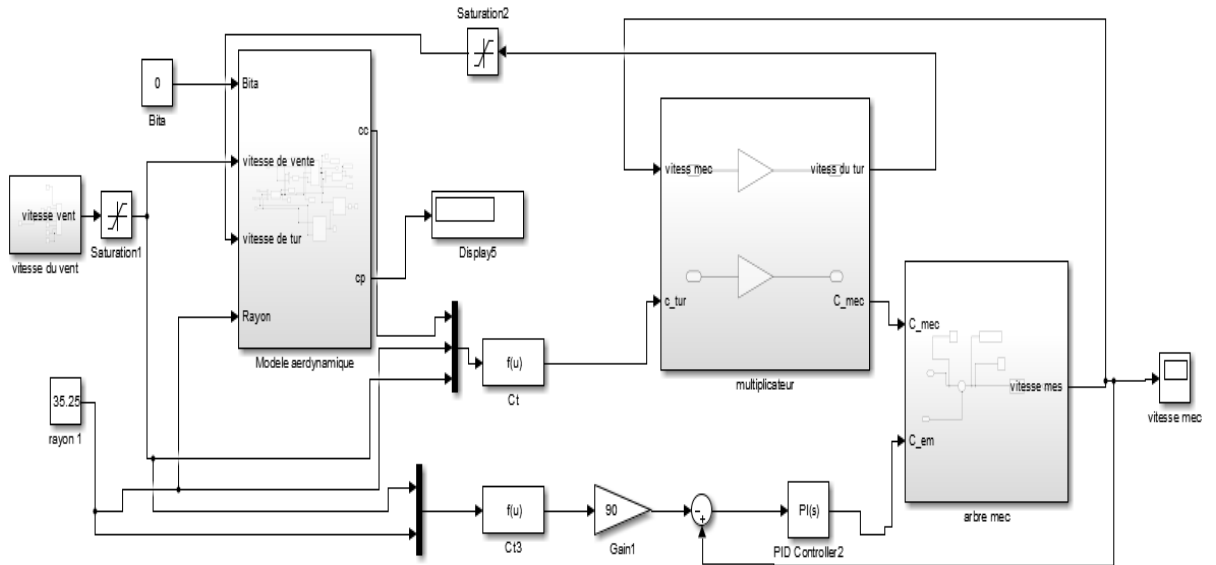 Saturation2
0
Bita
Bita
cc
vitesse de vente
vitess mec
vitess du tur
vitesse vent
Saturation1
vitesse du vent
vitesse de tur
Display5
cp
Rayon
c_tur
C_mec
Modele aerdynamique
C_mec
f(u)
Ct
multiplicateur
35.25
rayon 1
vitesse mes
vitesse mec
C_em
f(u)
Ct3
90
Gain1
PI(s)
PID Controller2
arbre mec